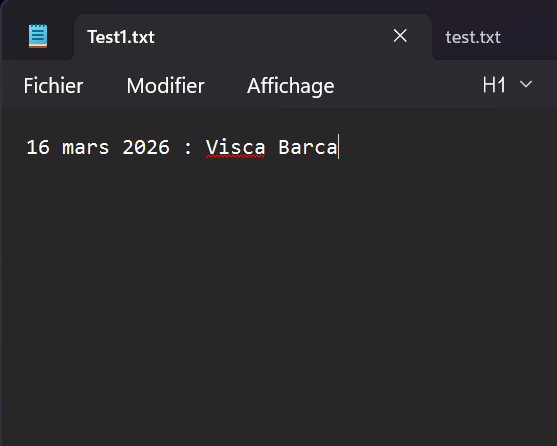 Test1.txt test.txt
Fichier Modifier Affichage H1
16 mars 2026 : Visca Barca